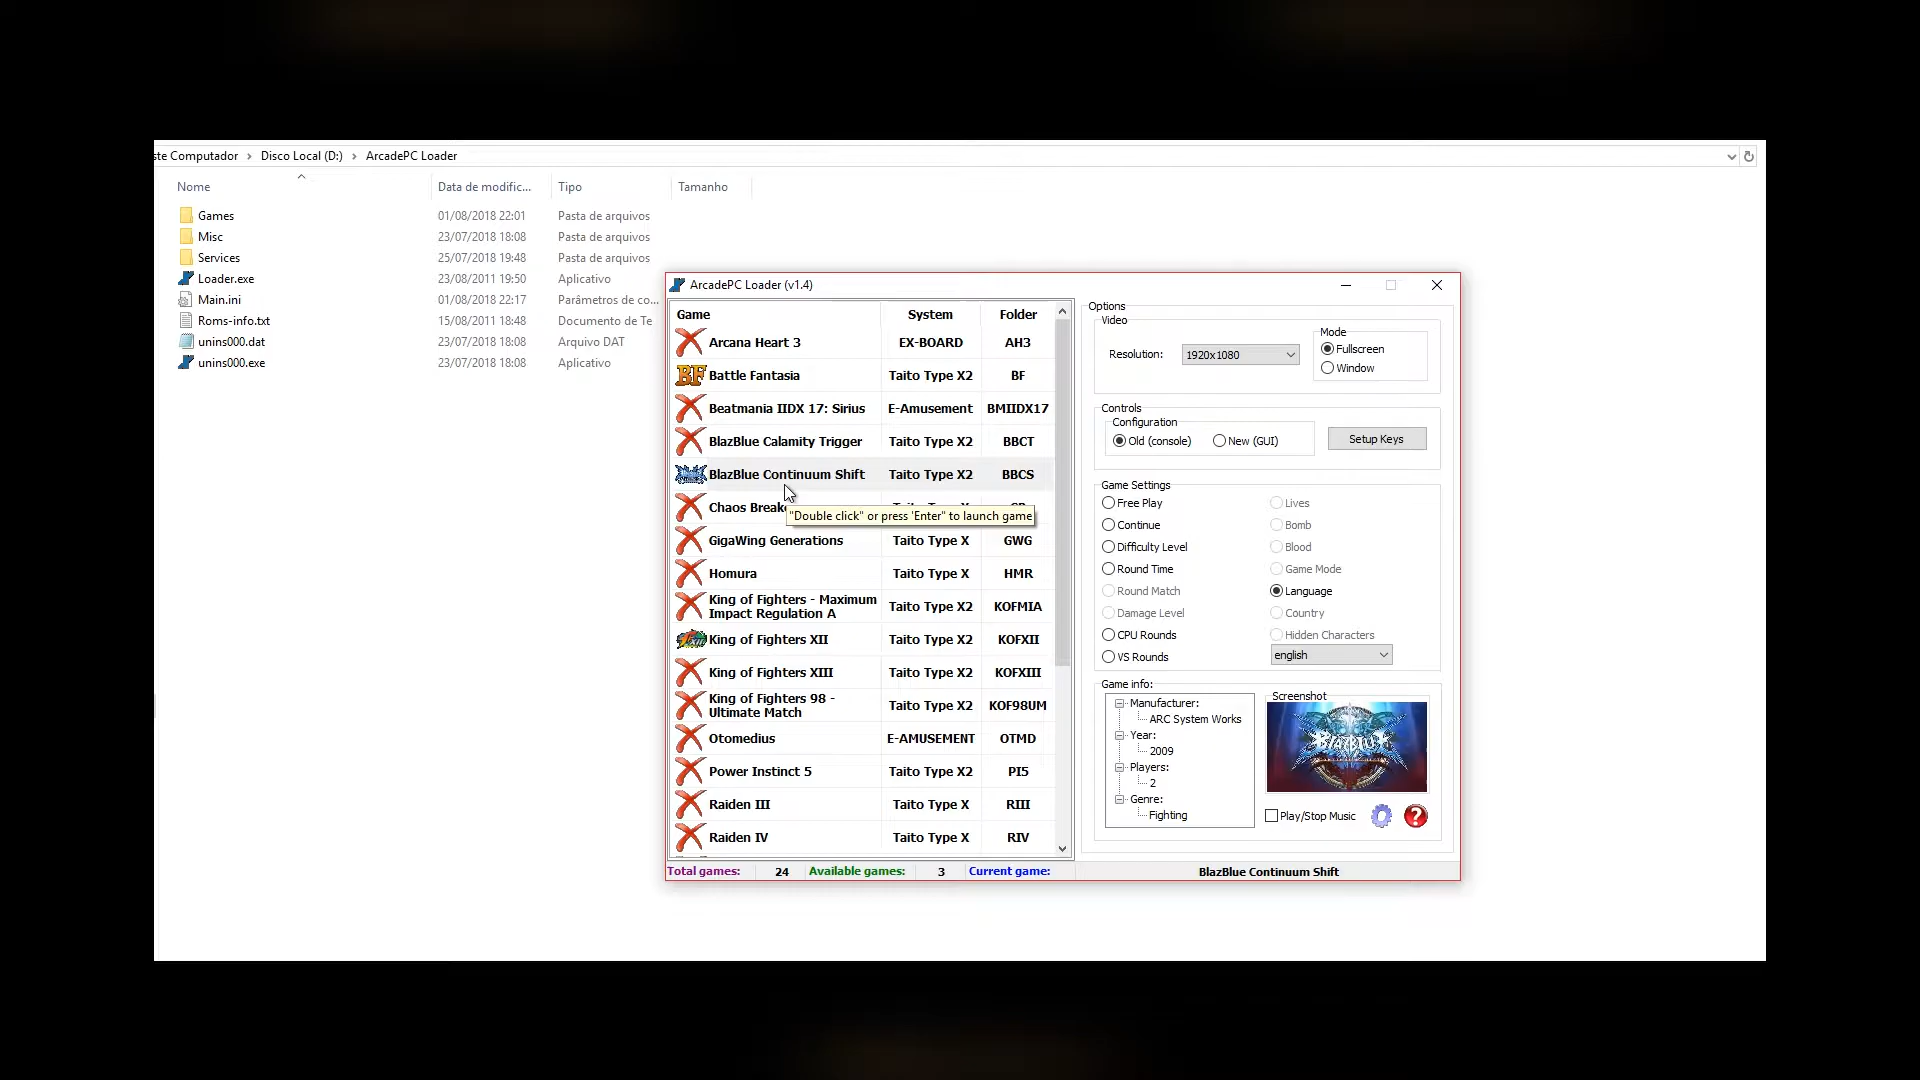 ste Computador > Disco Local (D:) > ArcadePC Loader
Nome Data de modific... Tipo Tamanho
Games 01/08/2018 22:01 Pasta de arquivos
Misc 23/07/2018 18:08 Pasta de arquivos
Services 25/07/2018 19:48 Pasta de arquivos
Loader.exe 23/08/2011 19:50 Aplicativo
Main.ini 01/08/2018 22:17 Parâmetros de co...
Roms-info.txt 15/08/2011 18:48 Documento de Te
unins000.dat 23/07/2018 18:08 Arquivo DAT
unins000.exe 23/07/2018 18:08 Aplicativo
ArcadePC Loader (v1.4)
Game System Folder
Arcana Heart 3 EX-BOARD AH3
BF Battle Fantasia Taito Type X2 BF
Beatmania IIDX 17: Sirius E-Amusement BMIIDX17
BlazBlue Calamity Trigger Taito Type X2 BBCT
BlazBlue Continuum Shift Taito Type X2 BBCS
Chaos Break
"Double click" or press 'Enter" to launch game
GigaWing Generations Taito Type X GWG
Homura Taito Type X HMR
King of Fighters - Maximum
Impact Regulation A Taito Type X2 KOFMIA
King of Fighters XII Taito Type X2 KOFXII
King of Fighters XIII Taito Type X2 KOFXIII
King of Fighters 98 -
Ultimate Match Taito Type X2 KOF98UM
Otomedius E-AMUSEMENT OTMD
Power Instinct 5 Taito Type X2 PI5
Raiden III Taito Type X RIII
Raiden IV Taito Type X RIV
Total games: 24 Available games: 3 Current game: BlazBlue Continuum Shift
Options
Video
Resolution: 1920x1080
Mode
Fullscreen
Window
Controls
Configuration
Old (console) New (GUI) Setup Keys
Game Settings
Free Play Lives
Continue Bomb
Difficulty Level Blood
Round Time Game Mode
Round Match Language
Damage Level Country
CPU Rounds Hidden Characters
VS Rounds english
Game info:
Manufacturer:
ARC System Works
Year:
2009
Players:
2
Genre:
Fighting
Screenshot
BLAZBLUE
Play/Stop Music ?